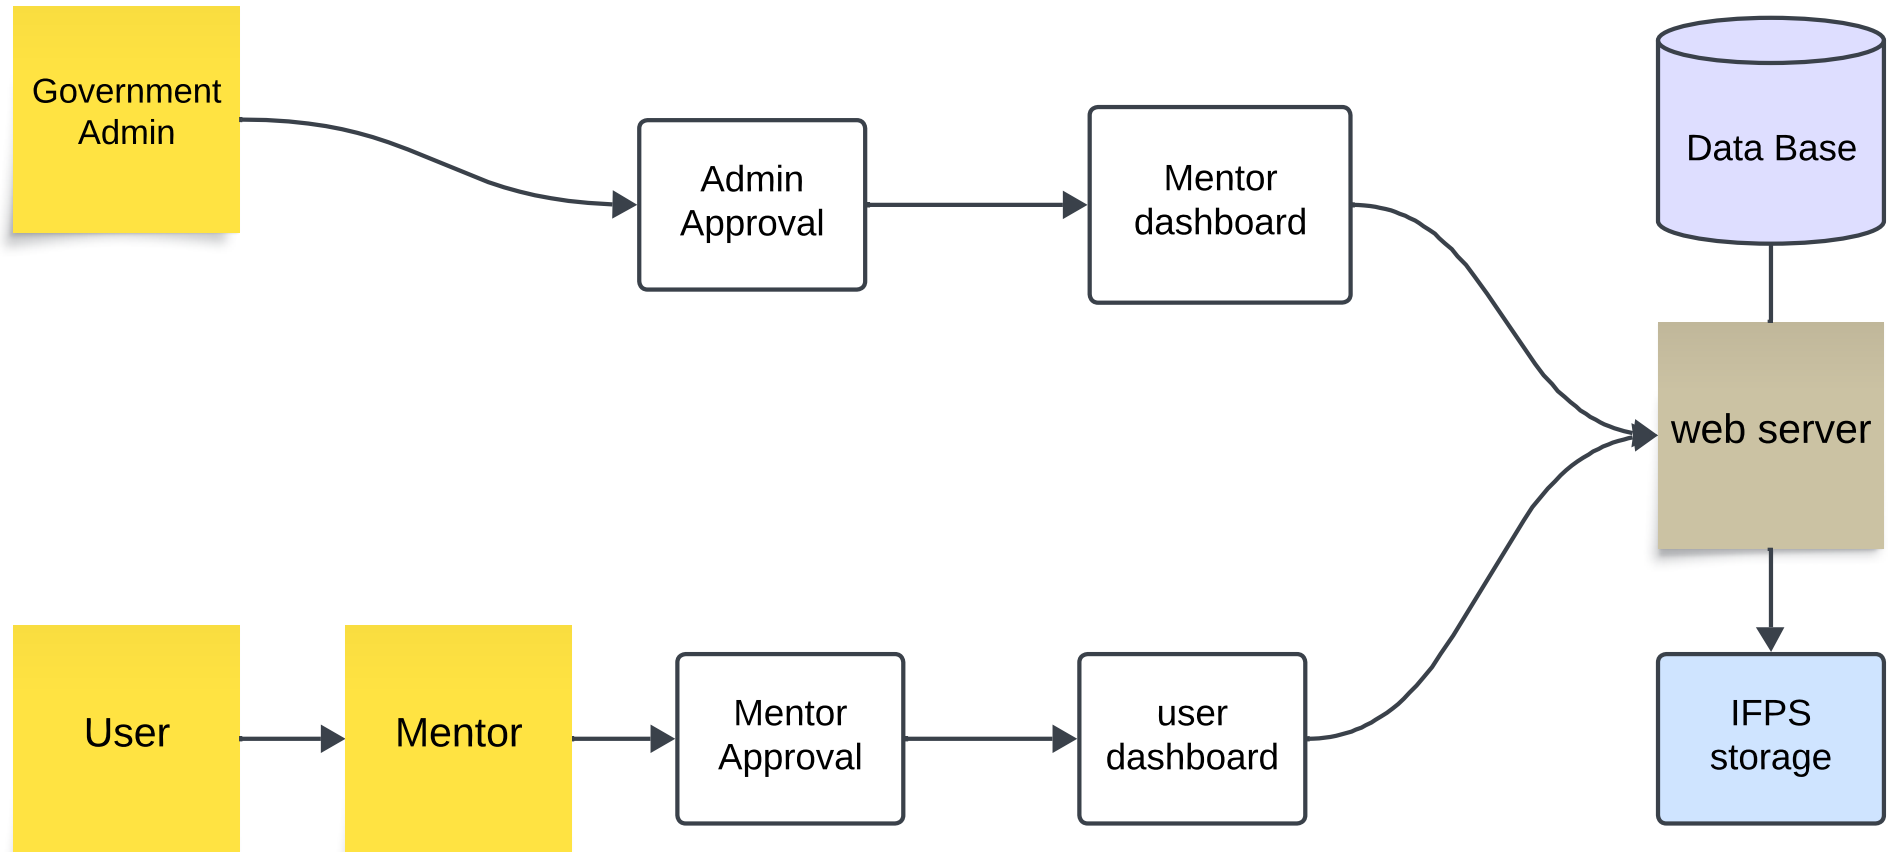 Government
Admin
Admin
Approval
Mentor
dashboard
Data Base
web server
User
Mentor
Mentor
Approval
user
dashboard
IFPS
storage